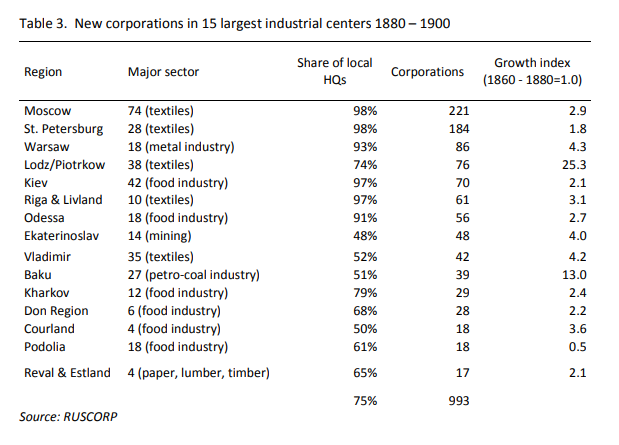 Table 3. New corporations in 15 largest industrial centers 1880 – 1900
Region Major sector Share of local HQs Corporations Growth index (1860 - 1880=1.0)
Moscow 74 (textiles) 98% 221 2.9
St. Petersburg 28 (textiles) 98% 184 1.8
Warsaw 18 (metal industry) 93% 86 4.3
Lodz/Piotrkow 38 (textiles) 74% 76 25.3
Kiev 42 (food industry) 97% 70 2.1
Riga & Livland 10 (textiles) 97% 61 3.1
Odessa 18 (food industry) 91% 56 2.7
Ekaterinoslav 14 (mining) 48% 48 4.0
Vladimir 35 (textiles) 52% 42 4.2
Baku 27 (petro-coal industry) 51% 39 13.0
Kharkov 12 (food industry) 79% 29 2.4
Don Region 6 (food industry) 68% 28 2.2
Courland 4 (food industry) 50% 18 3.6
Podolia 18 (food industry) 61% 18 0.5
Reval & Estland 4 (paper, lumber, timber) 65% 17 2.1
75% 993
Source: RUSCORP